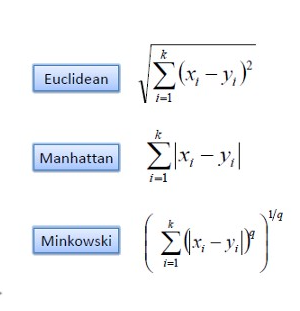 Euclidean √(∑_{i=1}^{k} (x_i − y_i)²)
Manhattan ∑_{i=1}^{k} |x_i − y_i|
Minkowski (∑_{i=1}^{k} (|x_i − y_i|)^q)^{1/q}